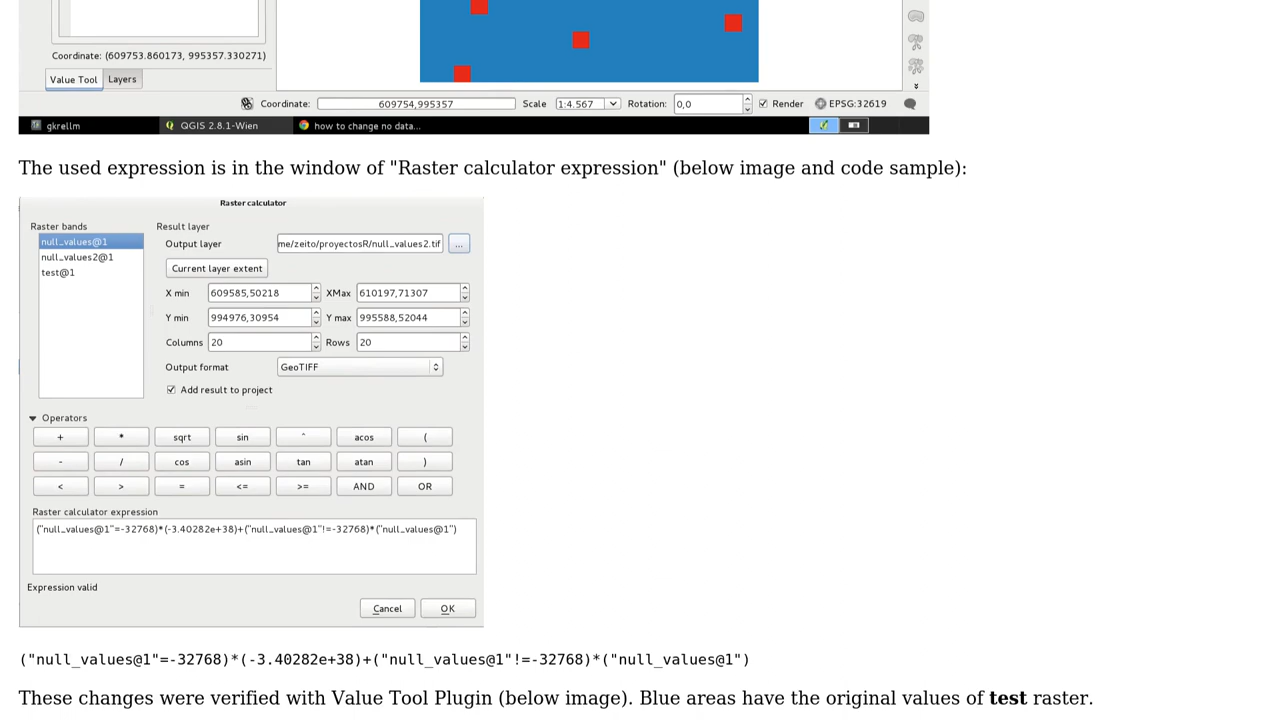 Coordinate: (609753.860173, 995357.330271)
Value Tool Layers
Coordinate: 609754,995357 Scale 1:4.567 Rotation: 0,0 Render EPSG:32619
gkrellm QGIS 2.8.1-Wien how to change no data...
The used expression is in the window of "Raster calculator expression" (below image and code sample):
Raster calculator
Raster bands
null_values@1
null_values2@1
test@1
Result layer
Output layer me/zeito/proyectosR/null_values2.tif ...
Current layer extent
X min 609585,50218 XMax 610197,71307
Y min 994976,30954 Y max 995588,52044
Columns 20 Rows 20
Output format GeoTIFF
Add result to project
Operators
+ * sqrt sin ^ acos (
- / cos asin tan atan )
< > = <= >= AND OR
Raster calculator expression
("null_values@1"=-32768)*(-3.40282e+38)+("null_values@1"!=-32768)*("null_values@1")
Expression valid
Cancel OK
("null_values@1"=-32768)*(-3.40282e+38)+("null_values@1"!=-32768)*("null_values@1")
These changes were verified with Value Tool Plugin (below image). Blue areas have the original values of test raster.